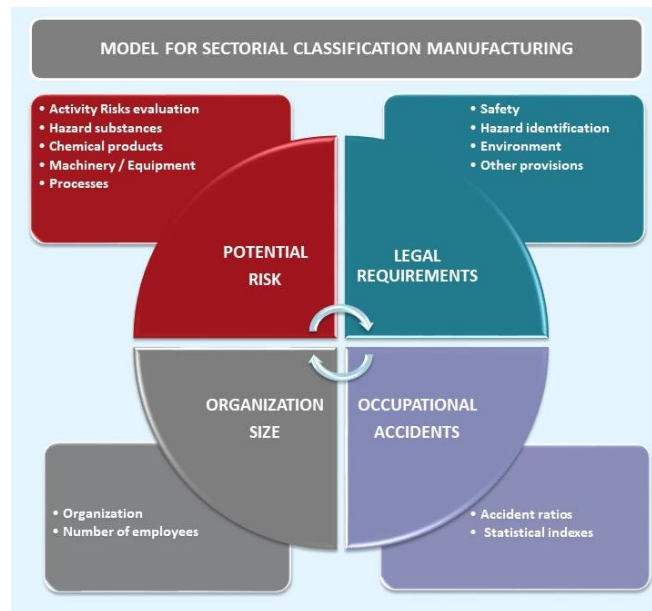 MODEL FOR SECTORIAL CLASSIFICATION MANUFACTURING
• Activity Risks evaluation
• Hazard substances
• Chemical products
• Machinery / Equipment
• Processes
• Safety
• Hazard identification
• Environment
• Other provisions
POTENTIAL
RISK
LEGAL
REQUIREMENTS
ORGANIZATION
SIZE
OCCUPATIONAL
ACCIDENTS
• Organization
• Number of employees
• Accident ratios
• Statistical indexes